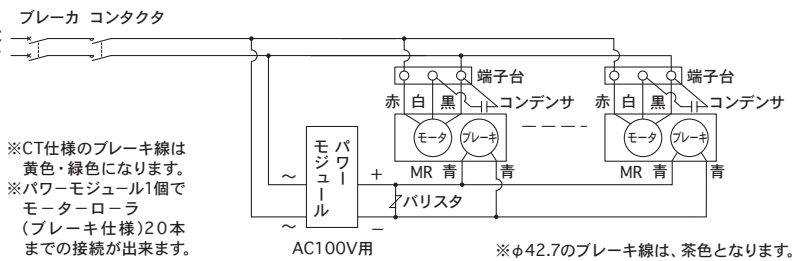 ブレーカ コンタクタ
端子台
端子台
赤 白 黒 コンデンサ
赤 白 黒 コンデンサ
モータ ブレーキ
モータ ブレーキ
MR 青 青
MR 青 青
※CT仕様のブレーキ線は
黄色・緑色になります。
※パワーモジュール1個で
モーターローラ
(ブレーキ仕様)20本
までの接続が出来ます。
パワー
モジュール
~ +
~ −
バリスタ
AC100V用
※φ42.7のブレーキ線は、茶色となります。